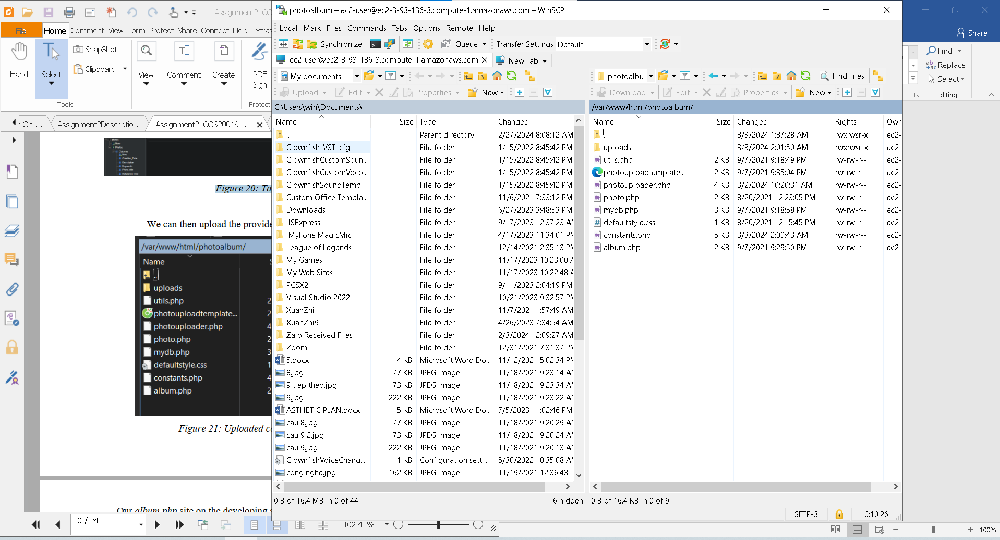 Assignment2_CO
photoalbum – ec2-user@ec2-3-93-136-3.compute-1.amazonaws.com – WinSCP
File Home Comment View Form Protect Share Connect Help Extras
Local Mark Files Commands Tabs Options Remote Help
Share
Synchronize Queue Transfer Settings Default
Hand Select SnapShot Clipboard View Comment Create PDF Sign
Tools Protect
Find
Replace
Select
Editing
ec2-user@ec2-3-93-136-3.compute-1.amazonaws.com New Tab
My documents
photoalbu Find Files
Upload Edit Properties New
Download Edit Properties New
: Onli... Assignment2Descriptio... Assignment2_COS20019...
C:\Users\win\Documents\
Name Size Type Changed
.. Parent directory 2/27/2024 8:08:12 AM
Clownfish_VST_cfg File folder 1/15/2022 8:45:42 PM
ClownfishCustomSoun... File folder 1/15/2022 8:45:42 PM
ClownfishCustomVoco... File folder 1/15/2022 8:45:42 PM
ClownfishSoundTemp File folder 1/15/2022 8:45:42 PM
Custom Office Templa... File folder 11/6/2021 7:33:12 PM
Downloads File folder 6/27/2023 3:48:53 PM
IISExpress File folder 9/17/2023 12:37:23 A
iMyFone MagicMic File folder 4/17/2023 11:34:01 P
League of Legends File folder 12/14/2021 2:35:13 P
My Games File folder 11/17/2023 10:23:00 A
My Web Sites File folder 11/17/2023 10:22:48 A
PCSX2 File folder 9/11/2023 2:04:19 PM
Visual Studio 2022 File folder 10/21/2023 9:32:57 P
XuanZhi File folder 11/7/2021 1:57:49 AM
XuanZhi9 File folder 4/26/2023 7:34:54 AM
Zalo Received Files File folder 2/3/2024 12:09:27 AM
Zoom File folder 12/31/2021 7:31:37 P
5.docx 14 KB Microsoft Word Do... 11/12/2021 5:02:34 P
8.jpg 77 KB JPEG image 11/18/2021 9:23:14 A
9 tiep theo.jpg 73 KB JPEG image 11/18/2021 9:23:34 A
9.jpg 222 KB JPEG image 11/18/2021 9:23:22 A
ASTHETIC PLAN.docx 15 KB Microsoft Word Do... 7/5/2023 11:02:46 PM
cau 8.jpg 77 KB JPEG image 11/18/2021 9:20:29 A
cau 9 2.jpg 73 KB JPEG image 11/18/2021 9:20:24 A
cau 9.jpg 222 KB JPEG image 11/18/2021 9:20:13 A
ClownfishVoiceChang... 1 KB Configuration setti... 5/30/2022 10:35:08 A
cong nghe.jpg 162 KB JPEG image 11/19/2021 12:36:43 P
0 B of 16.4 MB in 0 of 44 6 hidden
/var/www/html/photoalbum/
Name Size Changed Rights Own
.. 3/3/2024 1:37:28 AM rwxrwsr-x ec2-
uploads 3/3/2024 2:01:50 AM rwxrwsr-x ec2-
utils.php 2 KB 9/7/2021 9:18:49 PM rw-rw-r-- ec2-
photouploadtemplate... 2 KB 9/7/2021 9:35:04 PM rw-rw-r-- ec2-
photouploader.php 4 KB 3/2/2024 10:20:31 AM rw-rw-r-- ec2-
photo.php 2 KB 8/20/2021 12:23:05 PM rw-rw-r-- ec2-
mydb.php 3 KB 9/7/2021 9:18:58 PM rw-rw-r-- ec2-
defaultstyle.css 1 KB 8/20/2021 12:15:45 PM rw-rw-r-- ec2-
constants.php 5 KB 3/3/2024 2:00:43 AM rw-rw-r-- ec2-
album.php 2 KB 9/7/2021 9:29:50 PM rw-rw-r-- ec2-
0 B of 16.4 KB in 0 of 9
SFTP-3 0:10:26
Figure 20: Ta
We can then upload the provide
/var/www/html/photoalbum/
Name S
..
uploads
utils.php 2
photouploadtemplate... 2
photouploader.php 4
photo.php 2
mydb.php 3
defaultstyle.css 1
constants.php 4
album.php 2
Figure 21: Uploaded c
Our album.php site on the developing
10 / 24 102.41%
100%